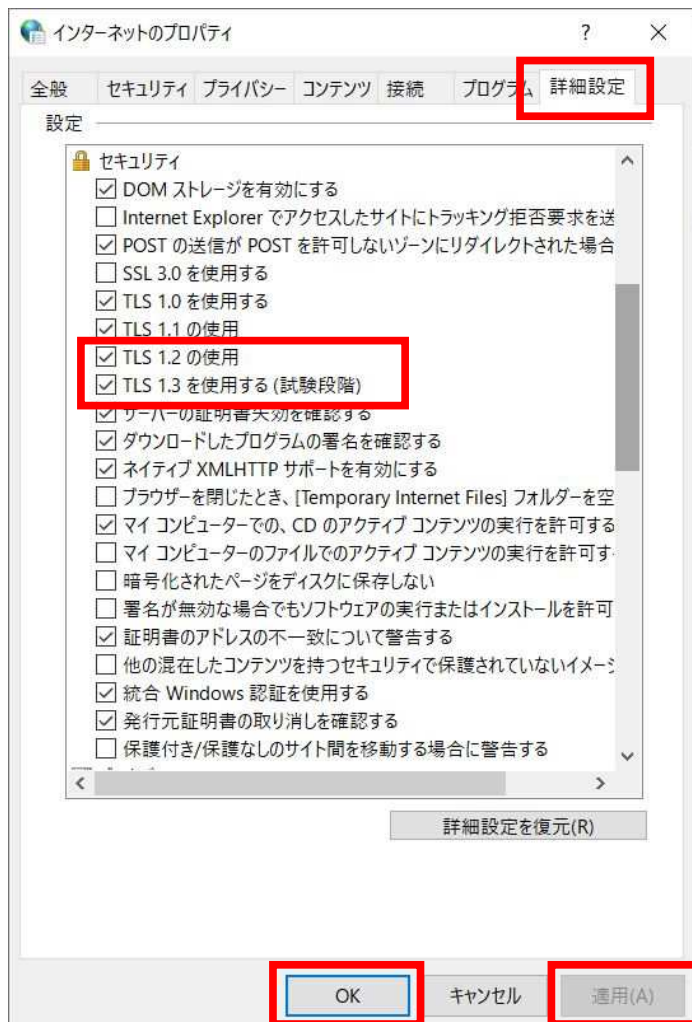 インターネットのプロパティ
全般 セキュリティ プライバシー コンテンツ 接続 プログラム 詳細設定
設定
セキュリティ
DOM ストレージを有効にする
Internet Explorer でアクセスしたサイトにトラッキング拒否要求を送
POST の送信が POST を許可しないゾーンにリダイレクトされた場合
SSL 3.0 を使用する
TLS 1.0 を使用する
TLS 1.1 の使用
TLS 1.2 の使用
TLS 1.3 を使用する (試験段階)
サーバーの証明書失効を確認する
ダウンロードしたプログラムの署名を確認する
ネイティブ XMLHTTP サポートを有効にする
ブラウザーを閉じたとき、[Temporary Internet Files] フォルダーを空
マイ コンピューターでの、CD のアクティブ コンテンツの実行を許可する
マイ コンピューターのファイルでのアクティブ コンテンツの実行を許可す
暗号化されたページをディスクに保存しない
署名が無効な場合でもソフトウェアの実行またはインストールを許可
証明書のアドレスの不一致について警告する
他の混在したコンテンツを持つセキュリティで保護されていないイメージ
統合 Windows 認証を使用する
発行元証明書の取り消しを確認する
保護付き/保護なしのサイト間を移動する場合に警告する
詳細設定を復元(R)
OK キャンセル 適用(A)